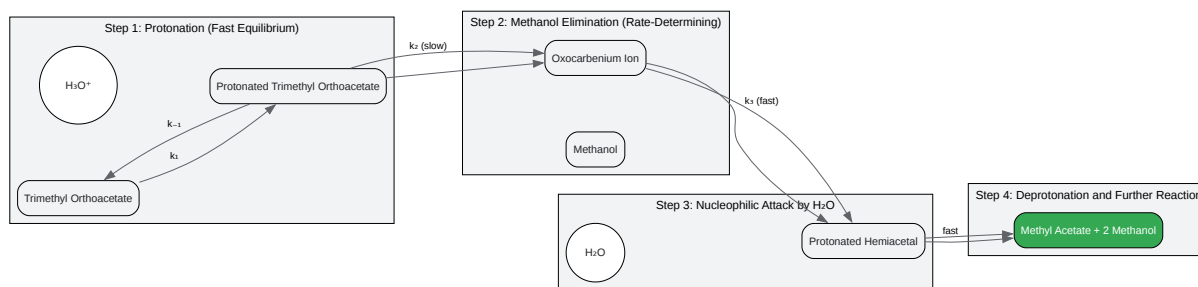 Step 1: Protonation (Fast Equilibrium)
H₃O⁺
Protonated Trimethyl Orthoacetate
k₋₁
k₁
Trimethyl Orthoacetate
k₂ (slow)
Step 2: Methanol Elimination (Rate-Determining)
Oxocarbenium Ion
Methanol
k₃ (fast)
Step 3: Nucleophilic Attack by H₂O
H₂O
Protonated Hemiacetal
fast
Step 4: Deprotonation and Further Reaction
Methyl Acetate + 2 Methanol